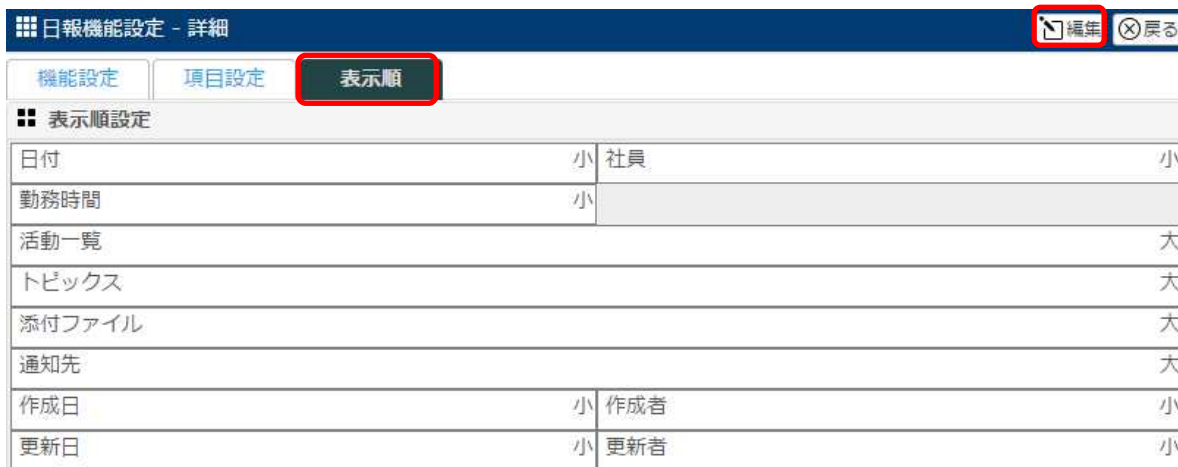 日報機能設定 - 詳細 編集 戻る
機能設定 項目設定 表示順
表示順設定
日付 小 社員 小
勤務時間 小
活動一覧 大
トピックス 大
添付ファイル 大
通知先 大
作成日 小 作成者 小
更新日 小 更新者 小